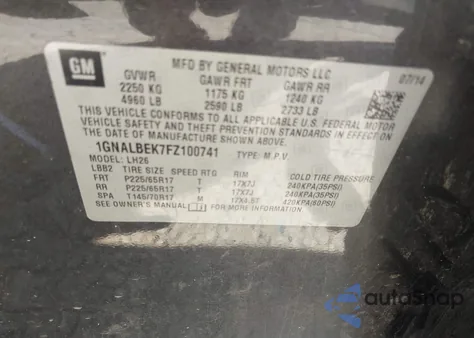 GM
MFD BY GENERAL MOTORS LLC 07/14
GVWR GAWR FRT GAWR RR
2250 KG 1175 KG 1240 KG
4960 LB 2590 LB 2733 LB
THIS VEHICLE CONFORMS TO ALL APPLICABLE U.S. FEDERAL MOTOR
VEHICLE SAFETY AND THEFT PREVENTION STANDARDS IN EFFECT
ON THE DATE OF MANUFACTURE SHOWN ABOVE.
1GNALBEK7FZ100741 TYPE: M.P.V.
MODEL: LH26
LBB2 TIRE SIZE SPEED RTG RIM COLD TIRE PRESSURE
FRT P225/65R17 T 17X7J 240KPA(35PSI)
RR P225/65R17 T 17X7J 240KPA(35PSI)
SPA T145/70R17 M 17X4.5T 420KPA(60PSI)
SEE OWNER'S MANUAL FOR MORE INFORMATION
autosnap